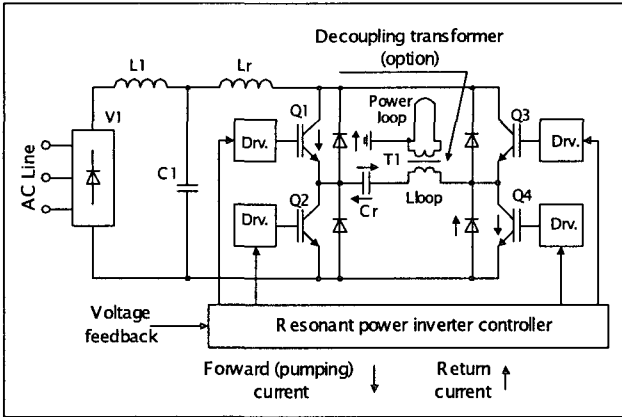 Decoupling transformer
(option)
L1
Lr
V1
Q1
Power
loop
Q3
Drv.
Drv.
AC Line
C1
T1
Q2
Cr
Lloop
Q4
Drv.
Drv.
Voltage
feedback
Resonant power inverter controller
Forward (pumping)
current
Return
current